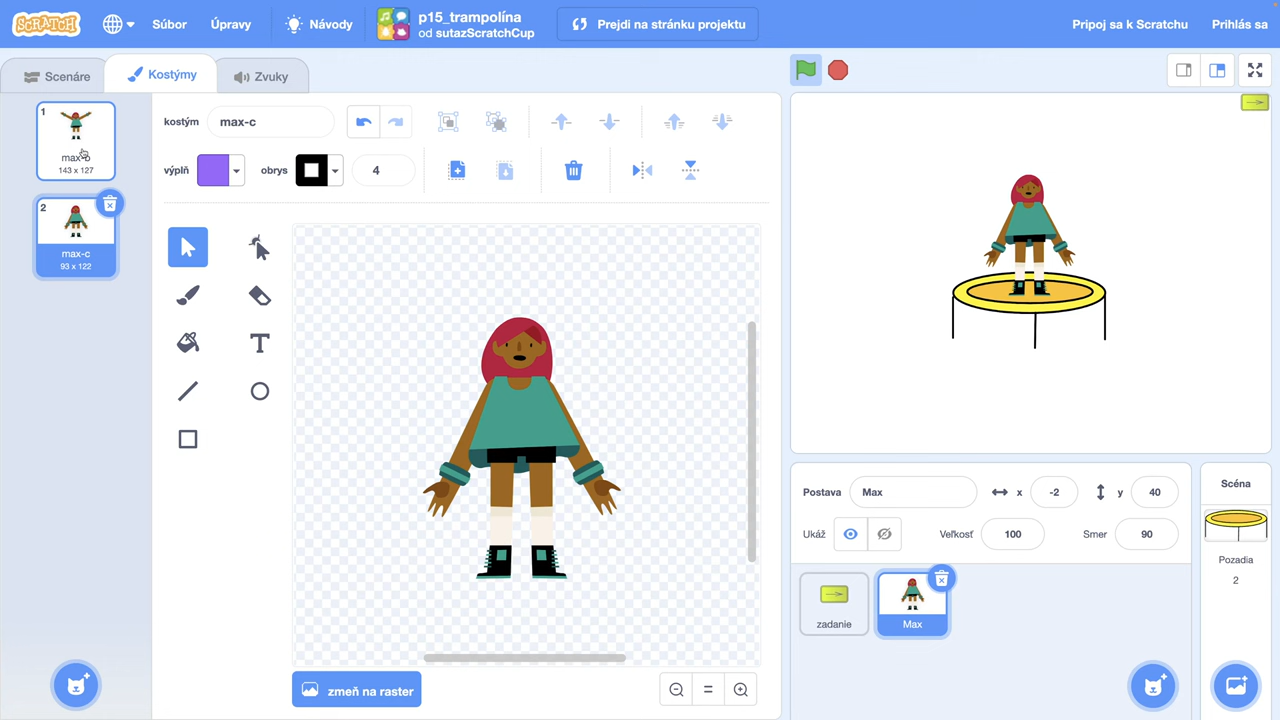 SCRATCH
Súbor
Úpravy
Návody
p15_trampolína
od sutazScratchCup
Prejdi na stránku projektu
Pripoj sa k Scratchu
Prihlás sa
Scenáre
Kostýmy
Zvuky
1
143 x 127
2
max-c
93 x 122
kostým
max-c
výplň
obrys
4
T
zmeň na raster
Postava
Max
x
-2
y
40
Ukáž
Veľkosť
100
Smer
90
zadanie
Max
Scéna
Pozadia
2